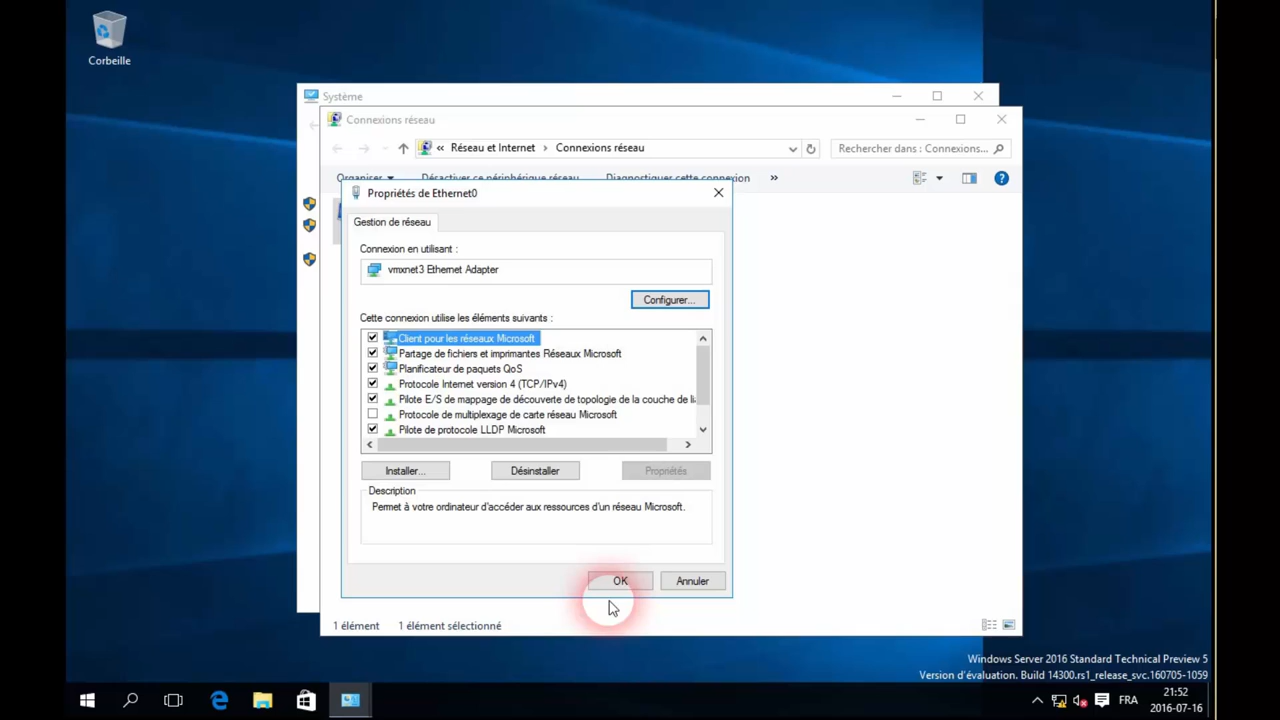 Corbeille
Système
Connexions réseau
« Réseau et Internet › Connexions réseau
Rechercher dans : Connexions...
Organiser
Désactiver ce périphérique réseau
Diagnostiquer cette connexion
»
Propriétés de Ethernet0
Gestion de réseau
Connexion en utilisant :
vmxnet3 Ethernet Adapter
Configurer...
Cette connexion utilise les éléments suivants :
Client pour les réseaux Microsoft
Partage de fichiers et imprimantes Réseaux Microsoft
Planificateur de paquets QoS
Protocole Internet version 4 (TCP/IPv4)
Pilote E/S de mappage de découverte de topologie de la couche de
Protocole de multiplexage de carte réseau Microsoft
Pilote de protocole LLDP Microsoft
Installer...
Désinstaller
Propriétés
Description
Permet à votre ordinateur d'accéder aux ressources d'un réseau Microsoft.
OK
Annuler
1 élément
1 élément sélectionné
Windows Server 2016 Standard Technical Preview 5
Version d'évaluation. Build 14300.rs1_release_svc.160705-1059
FRA
21:52
2016-07-16